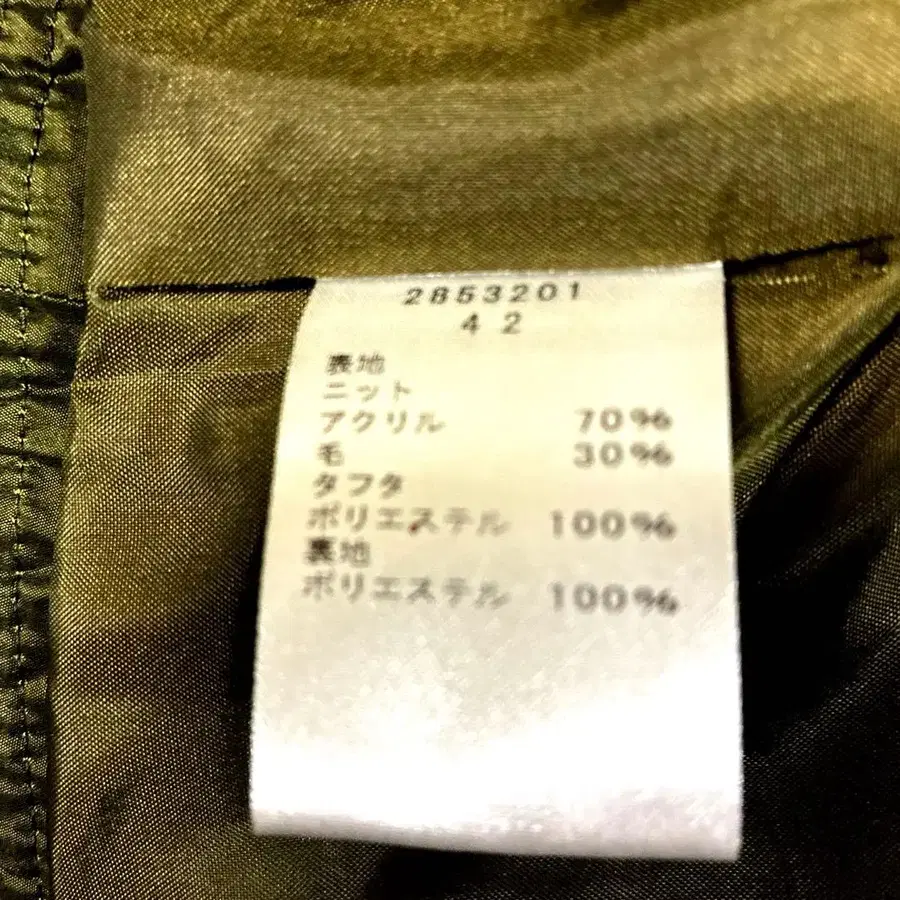 2853201
42
表地
ニット
アクリル 70%
毛 30%
タフタ
ポリエステル 100%
裏地
ポリエステル 100%